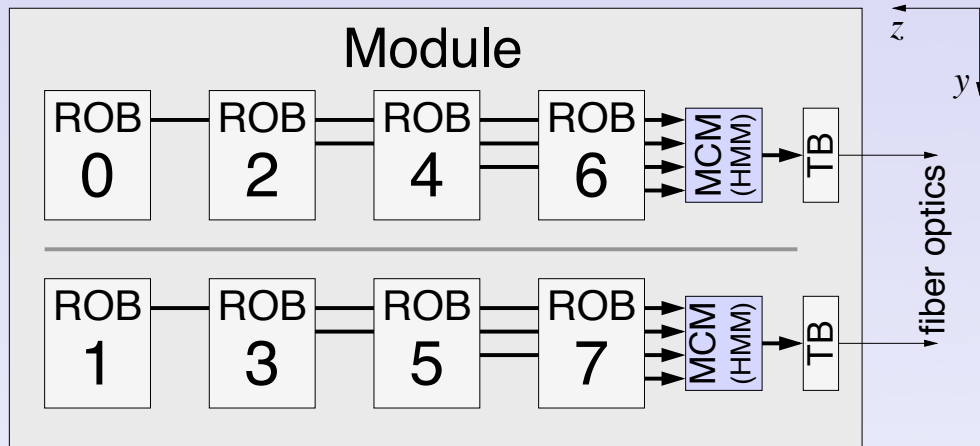 Module
z
y
ROB
0
ROB
2
ROB
4
ROB
6
MCM
(HMM)
TB
fiber optics
ROB
1
ROB
3
ROB
5
ROB
7
MCM
(HMM)
TB